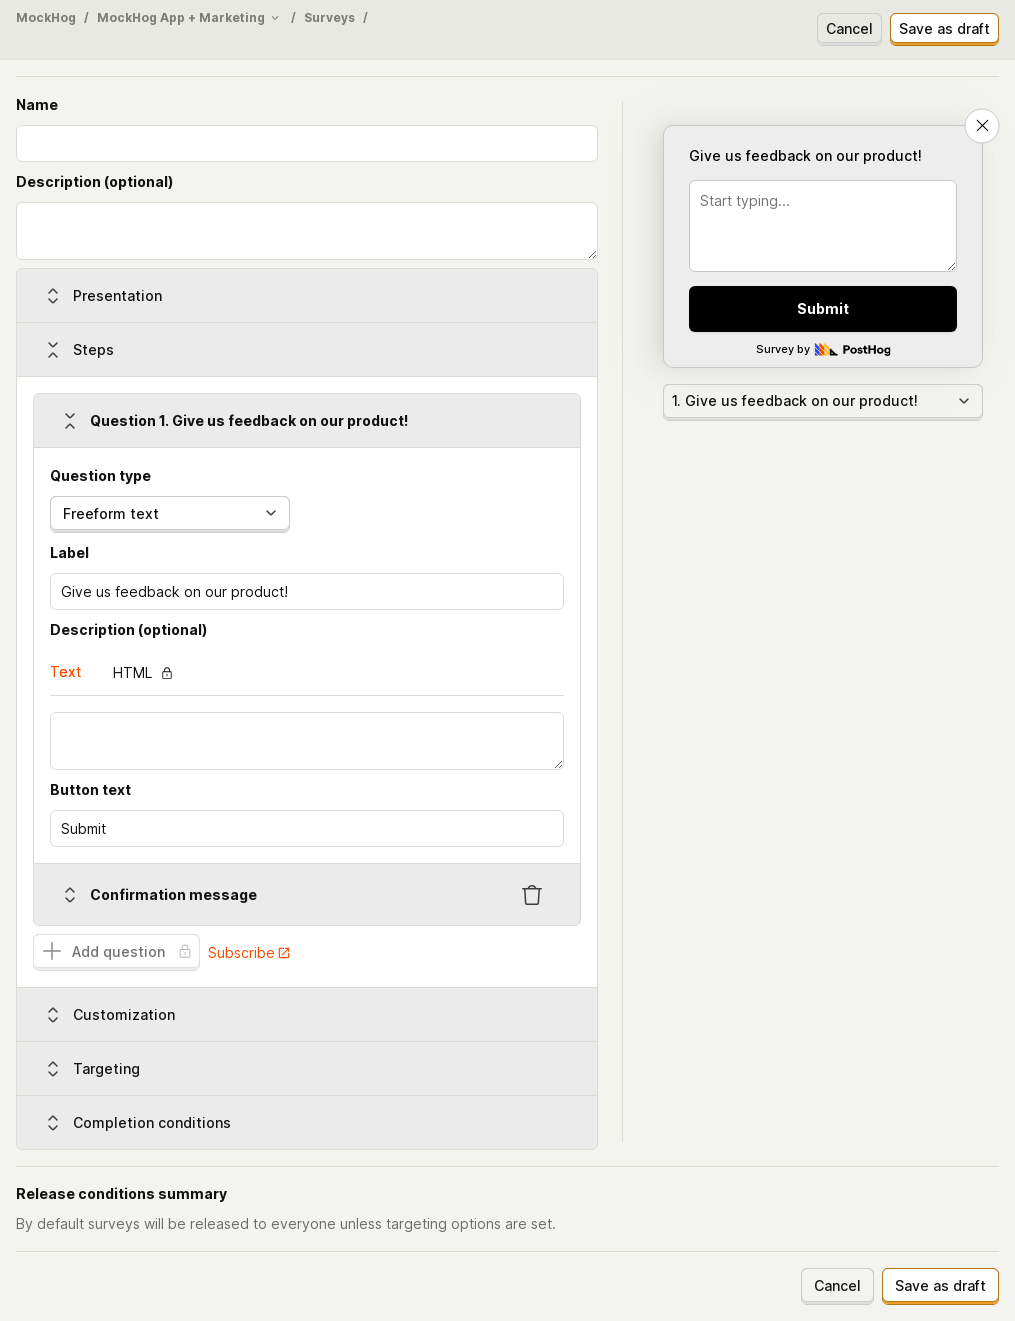 MockHog / MockHog App + Marketing / Surveys /
Cancel
Save as draft
Name
Description (optional)
Presentation
Steps
Question 1. Give us feedback on our product!
Question type
Freeform text
Label
Give us feedback on our product!
Description (optional)
Text
HTML
Button text
Submit
Confirmation message
Add question
Subscribe
Customization
Targeting
Completion conditions
Give us feedback on our product!
Start typing...
Submit
Survey by PostHog
1. Give us feedback on our product!
Release conditions summary
By default surveys will be released to everyone unless targeting options are set.
Cancel
Save as draft